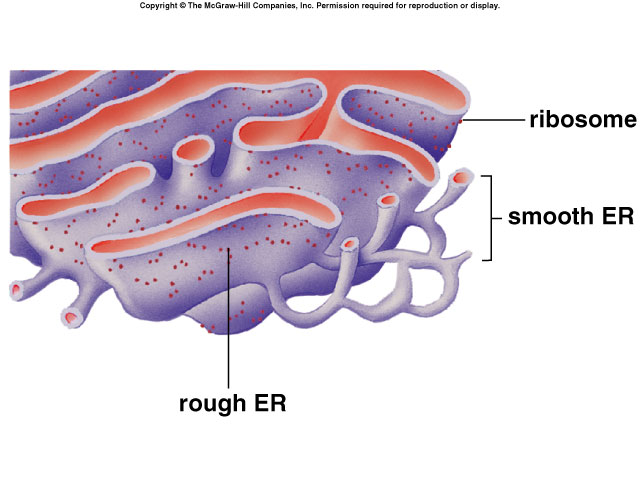 Copyright © The McGraw-Hill Companies, Inc. Permission required for reproduction or display.
ribosome
smooth ER
rough ER